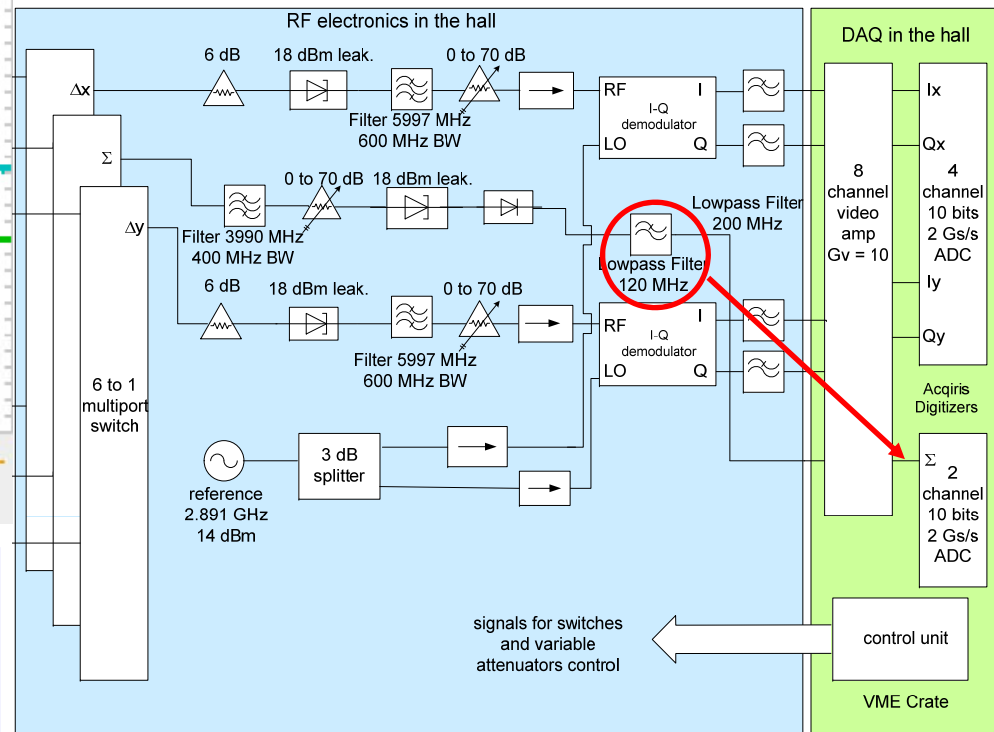 RF electronics in the hall
DAQ in the hall
6 dB
18 dBm leak.
0 to 70 dB
Δx
Filter 5997 MHz
600 MHz BW
RF
I
I-Q
demodulator
LO
Q
Ix
Qx
Σ
0 to 70 dB
18 dBm leak.
Filter 3990 MHz
400 MHz BW
Lowpass Filter
200 MHz
Lowpass Filter
120 MHz
8
channel
video
amp
Gv = 10
4
channel
10 bits
2 Gs/s
ADC
Δy
6 dB
18 dBm leak.
0 to 70 dB
Filter 5997 MHz
600 MHz BW
RF
I
I-Q
demodulator
LO
Q
Iy
Qy
Acqiris
Digitizers
6 to 1
multiport
switch
3 dB
splitter
reference
2.891 GHz
14 dBm
Σ
2
channel
10 bits
2 Gs/s
ADC
signals for switches
and variable
attenuators control
control unit
VME Crate